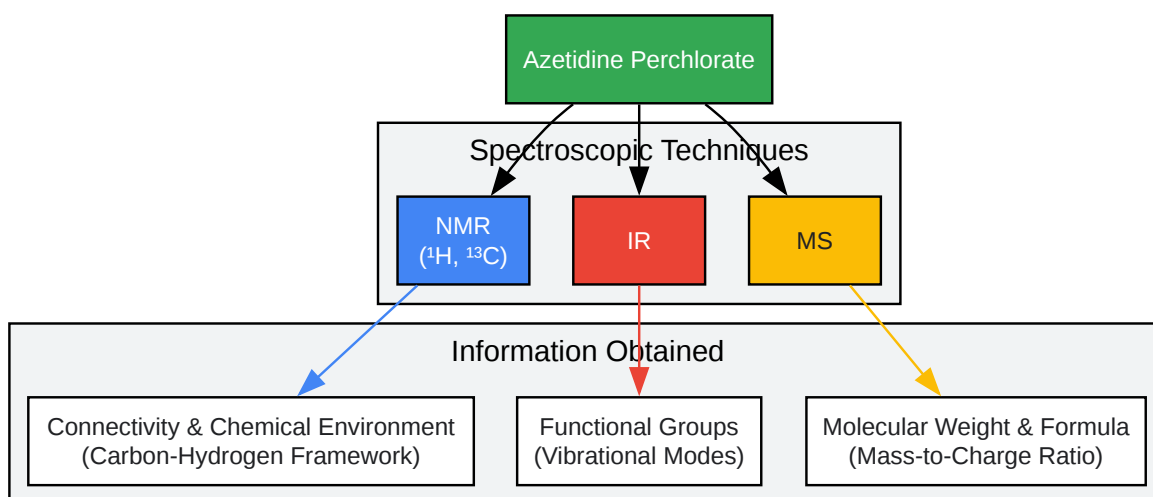 Azetidine Perchlorate
Spectroscopic Techniques
NMR
(¹H, ¹³C)
IR
MS
Information Obtained
Connectivity & Chemical Environment
(Carbon-Hydrogen Framework)
Functional Groups
(Vibrational Modes)
Molecular Weight & Formula
(Mass-to-Charge Ratio)